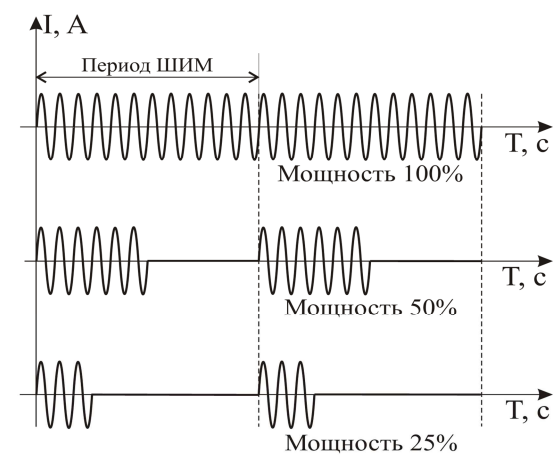 I, А
Период ШИМ
Т, с
Мощность 100%
Т, с
Мощность 50%
Т, с
Мощность 25%